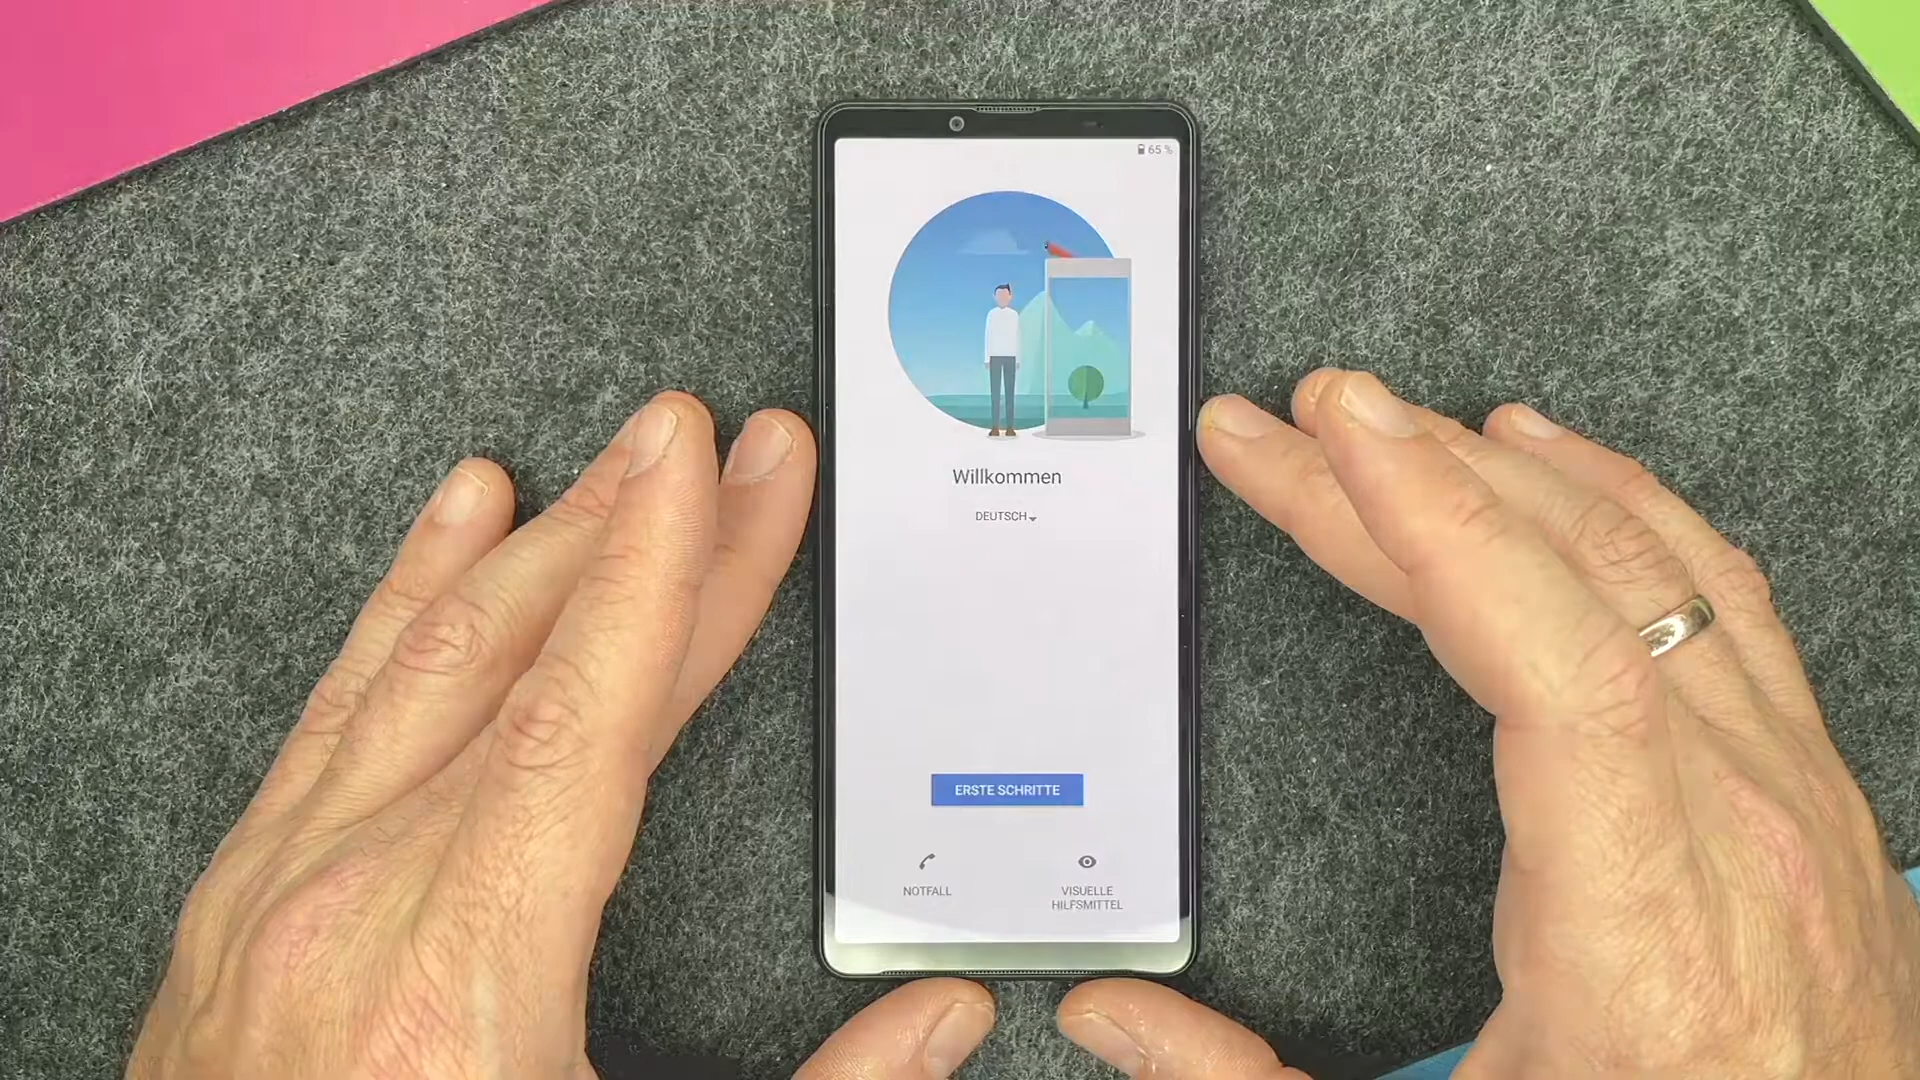 65 %
Willkommen
DEUTSCH
ERSTE SCHRITTE
NOTFALL
VISUELLE
HILFSMITTEL